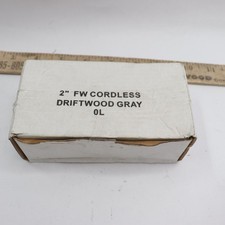 2" FW CORDLESS
DRIFTWOOD GRAY
0L